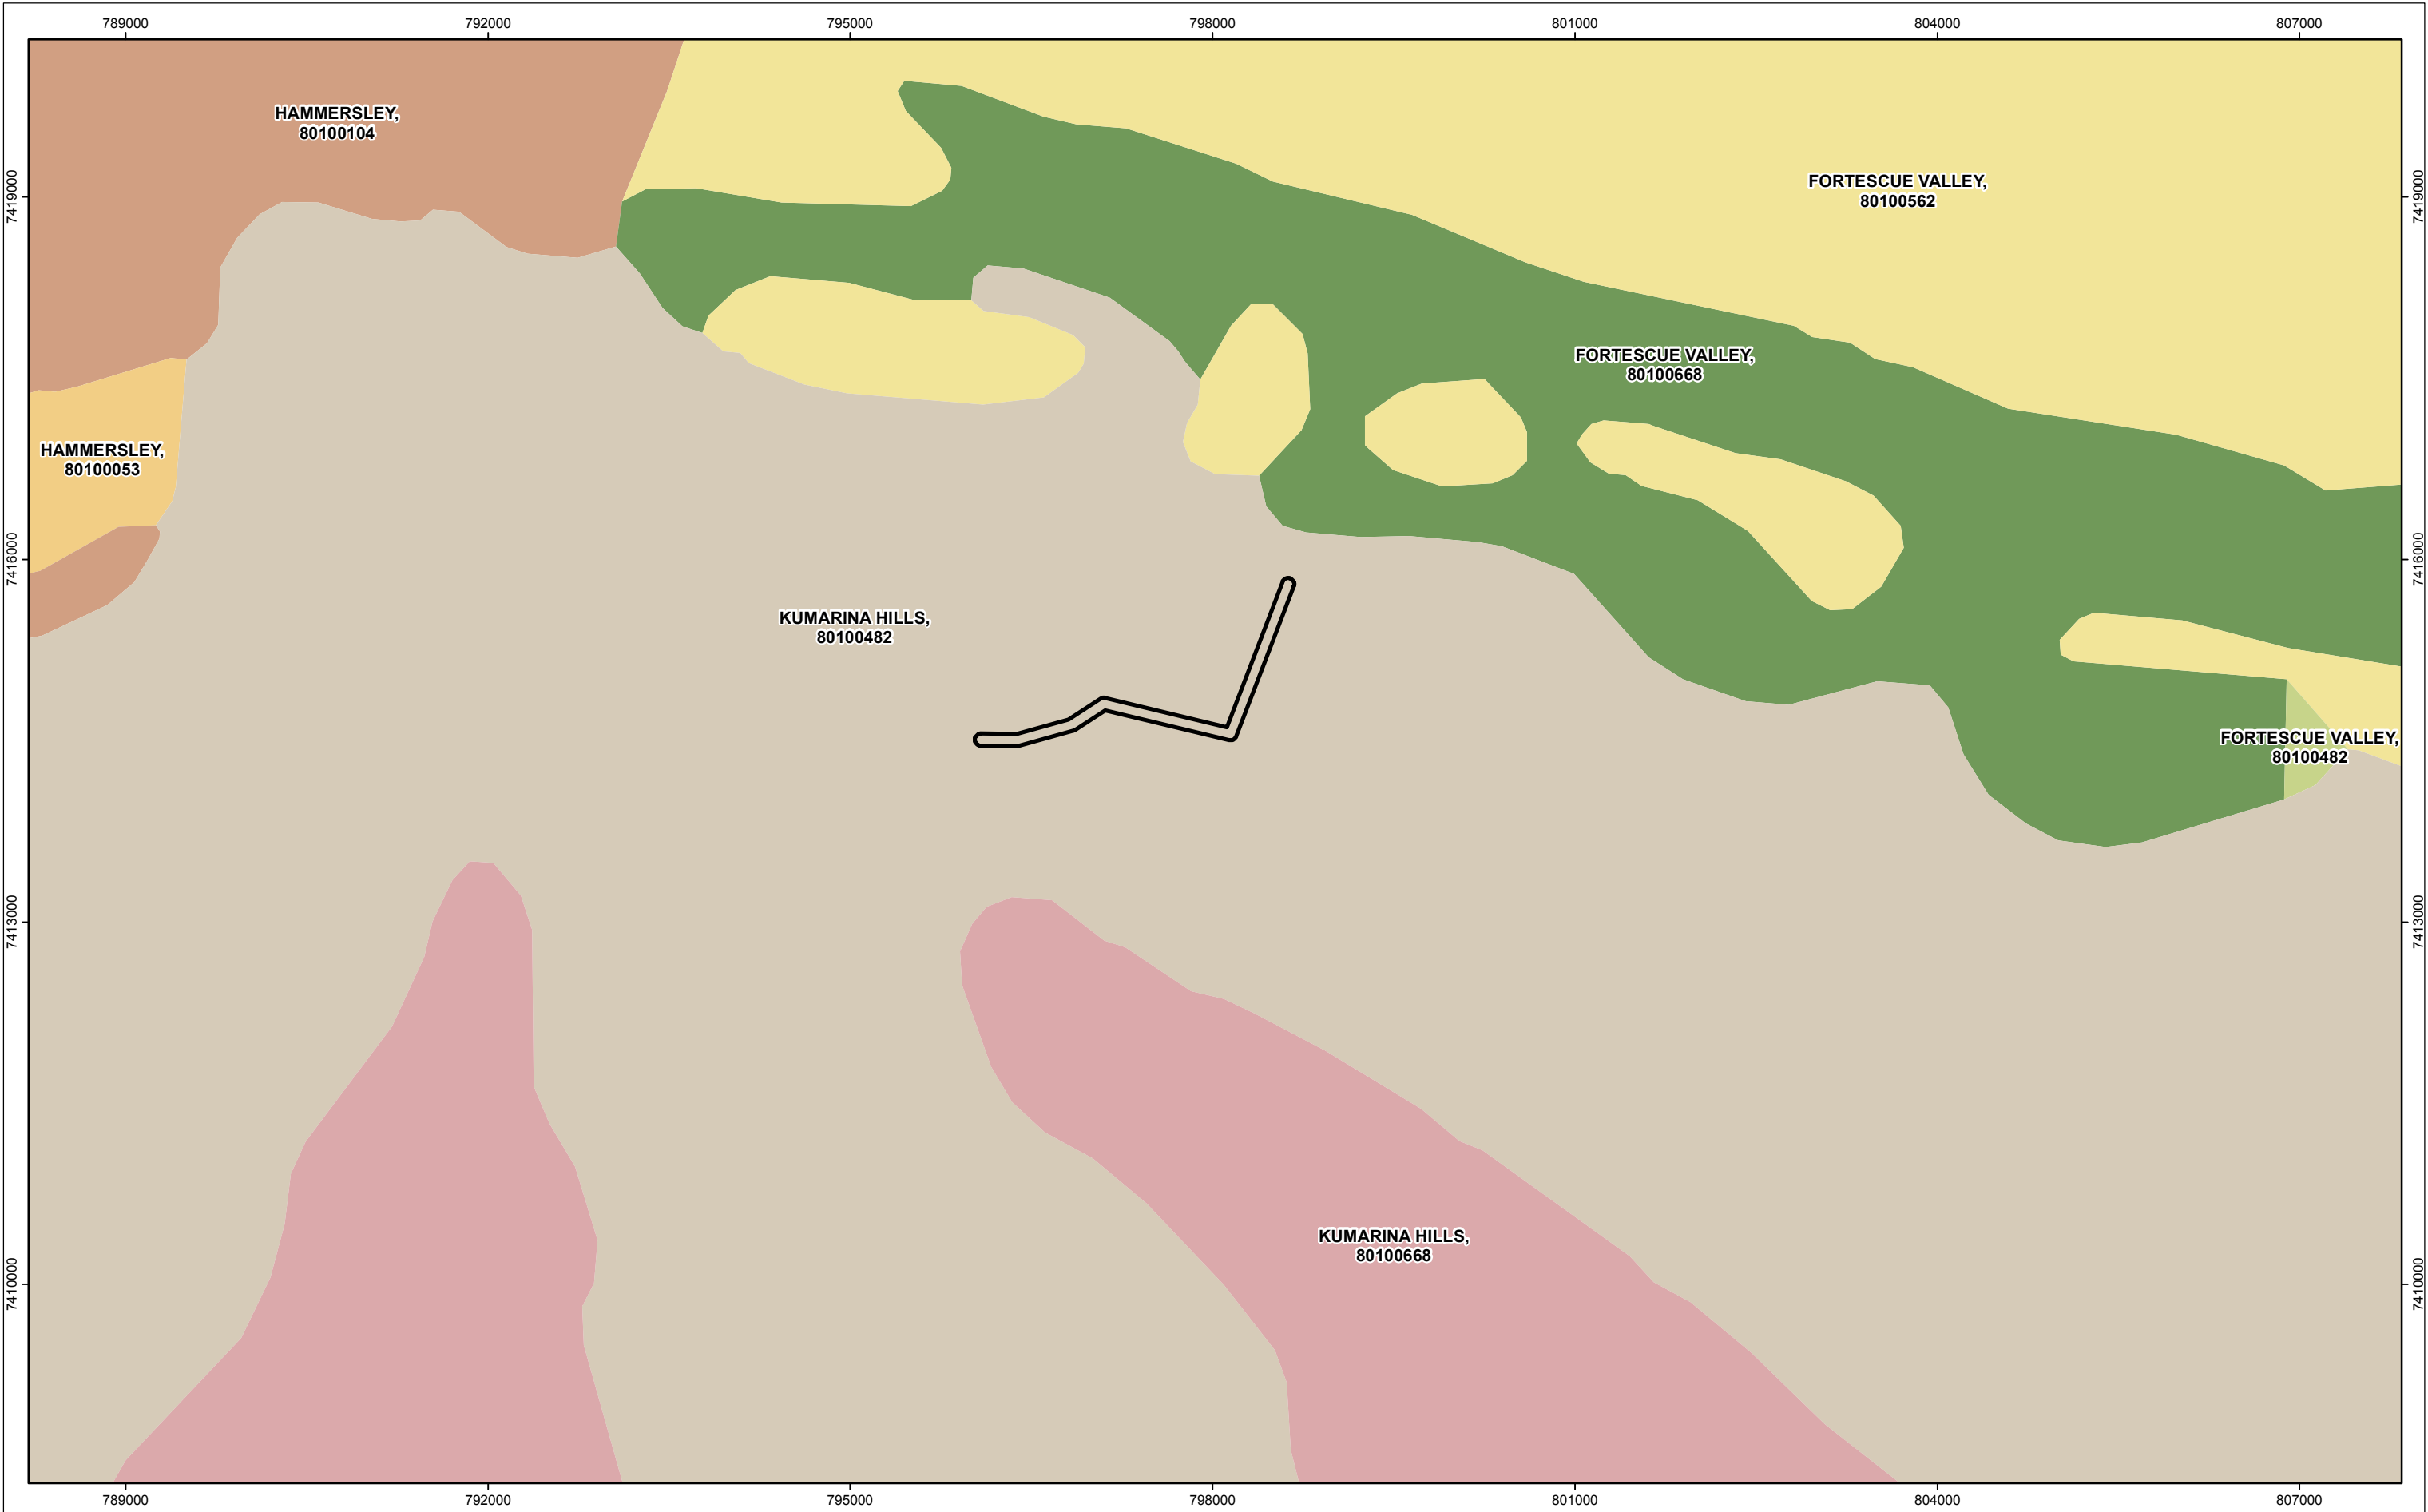 789000 792000 795000 798000 801000 804000 807000
HAMMERSLEY,
80100104
FORTESCUE VALLEY,
80100562
7419000 7419000
FORTESCUE VALLEY,
80100668
HAMMERSLEY,
80100053
7416000 7416000
KUMARINA HILLS,
80100482
FORTESCUE VALLEY,
80100482
7413000 7413000
KUMARINA HILLS,
80100668
7410000 7410000
789000 792000 795000 798000 801000 804000 807000